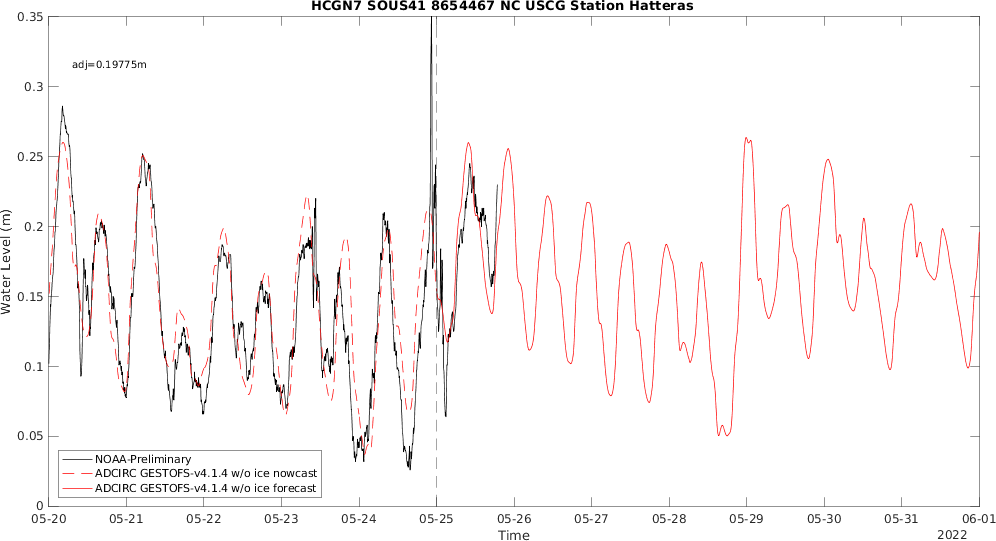 HCGN7 SOUS41 8654467 NC USCG Station Hatteras
adj=0.19775m
0.35
0.3
0.25
0.2
0.15
0.1
0.05
0
Water Level (m)
NOAA-Preliminary
ADCIRC GESTOFS-v4.1.4 w/o ice nowcast
ADCIRC GESTOFS-v4.1.4 w/o ice forecast
05-20 05-21 05-22 05-23 05-24 05-25 05-26 05-27 05-28 05-29 05-30 05-31 06-01
Time
2022